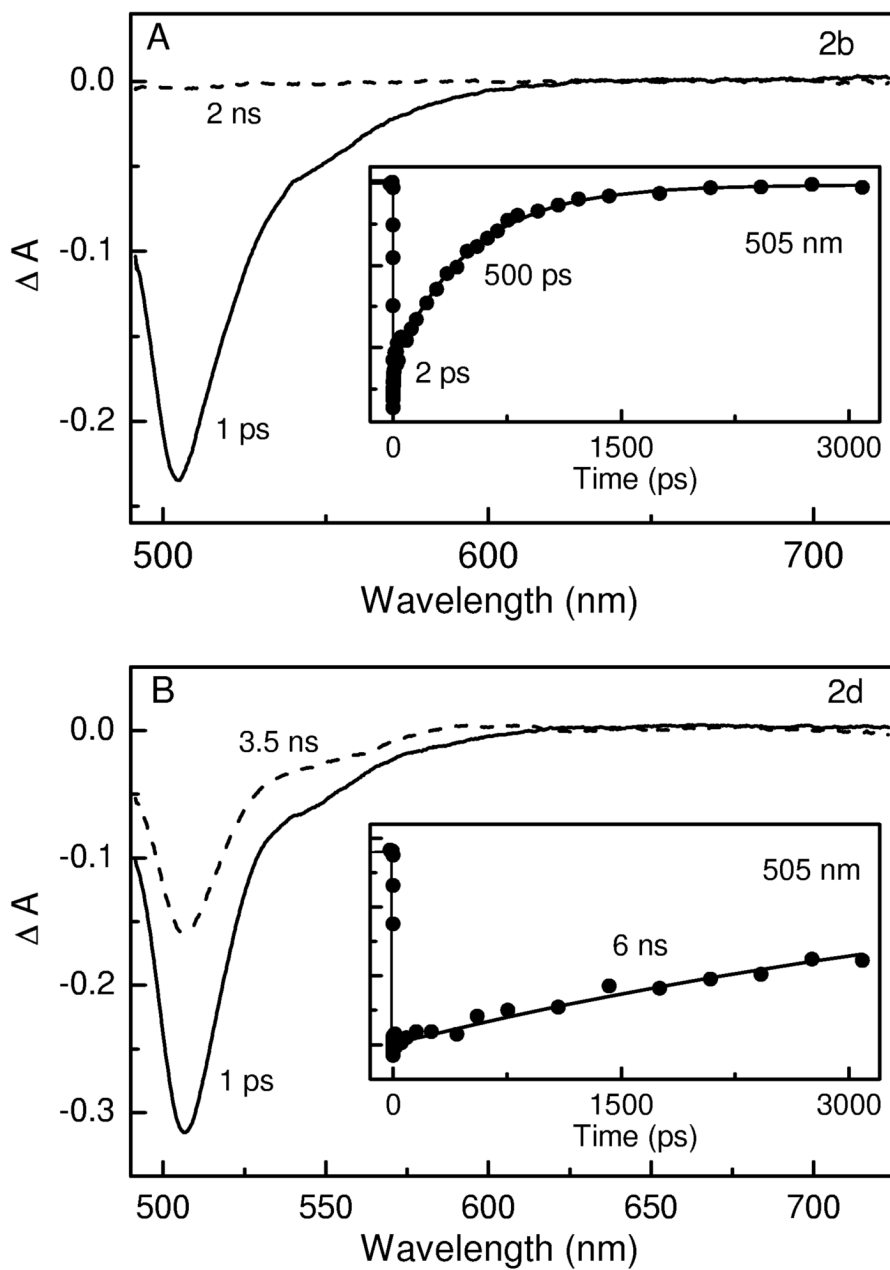 A
2b
0.0
2 ns
-0.1
505 nm
500 ps
2 ps
Δ A
-0.2
1 ps
0
1500
3000
Time (ps)
500
600
700
Wavelength (nm)
B
2d
0.0
3.5 ns
-0.1
505 nm
6 ns
Δ A
-0.2
1 ps
-0.3
0
1500
3000
Time (ps)
500
550
600
650
700
Wavelength (nm)